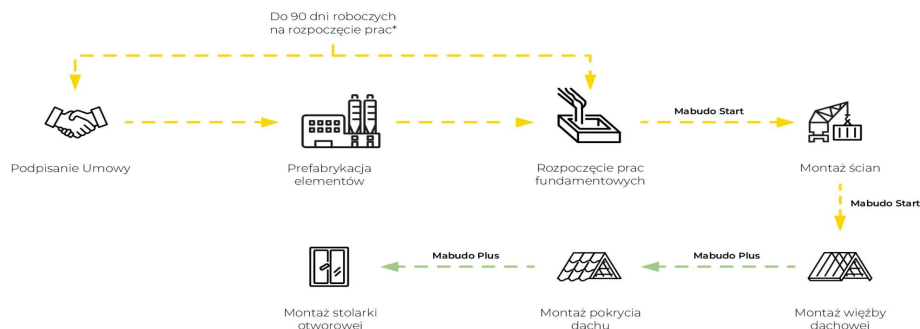 Do 90 dni roboczych
na rozpoczęcie prac*
Mabudo Start
Podpisanie Umowy
Prefabrykacja
elementów
Rozpoczęcie prac
fundamentowych
Montaż ścian
Mabudo Start
Mabudo Plus
Mabudo Plus
Montaż stolarki
otworowej
Montaż pokrycia
dachu
Montaż więźby
dachowej